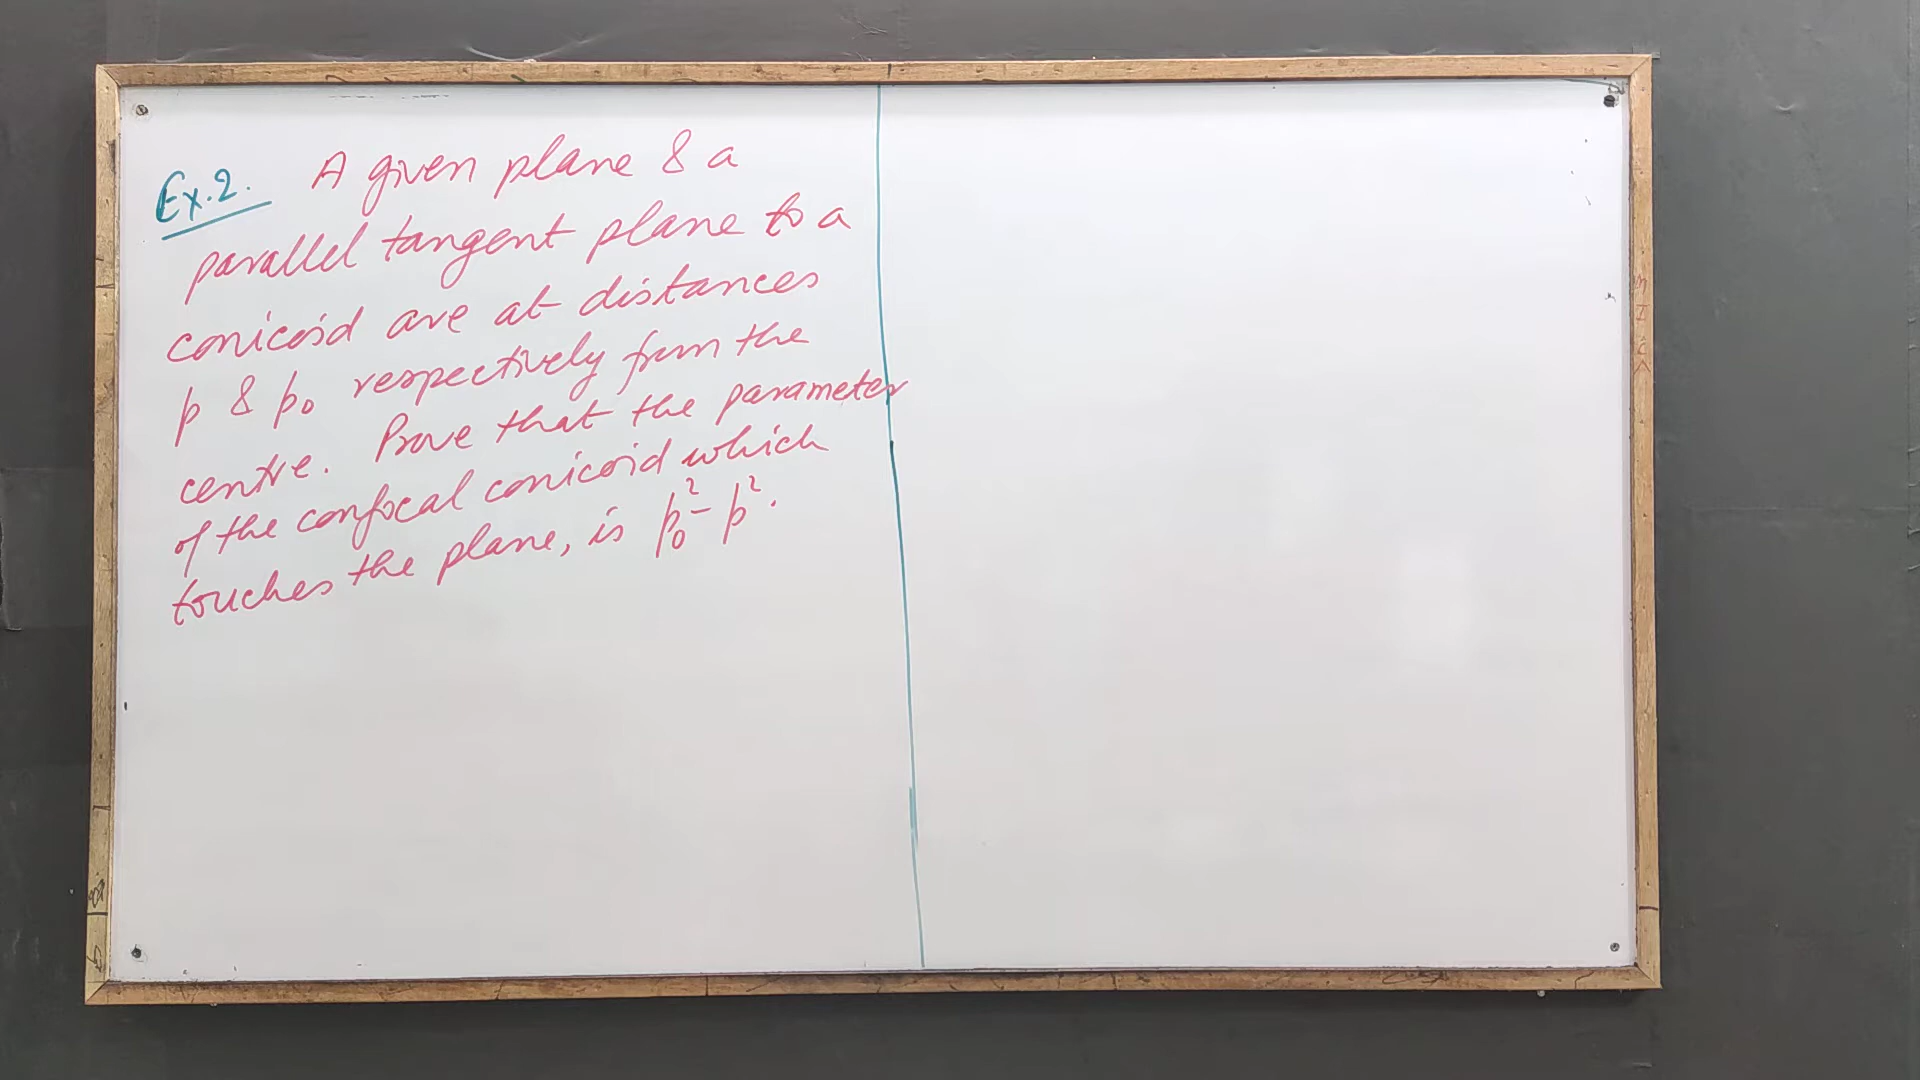 Ex.2. A given plane & a
parallel tangent plane to a
conicoid are at distances
p & p₀ respectively from the
centre. Prove that the parameter
of the confocal conicoid which
touches the plane, is p₀² - p².